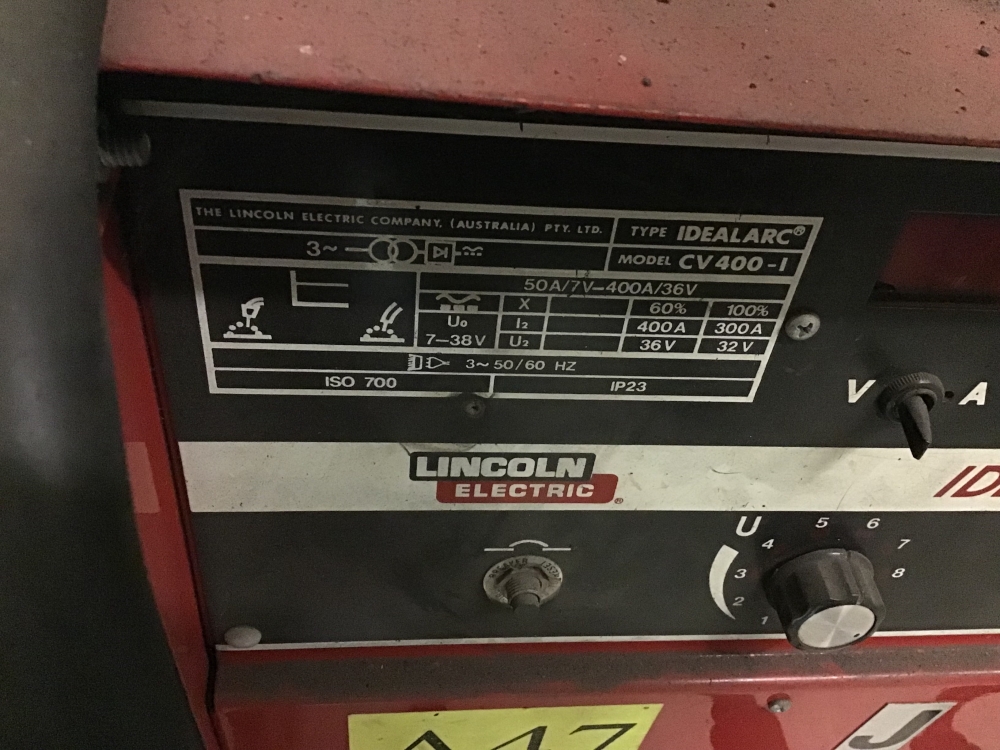 THE LINCOLN ELECTRIC COMPANY. (AUSTRALIA) PTY. LTD.
TYPE IDEALARC®
3~
MODEL CV400-I
50A/7V—400A/36V
X 60% 100%
U₀ I₂ 400A 300A
7—38V U₂ 36V 32V
3~ 50/60 HZ
ISO 700 IP23
V A
LINCOLN
ELECTRIC®
U
1 2 3 4 5 6 7 8
A47
J